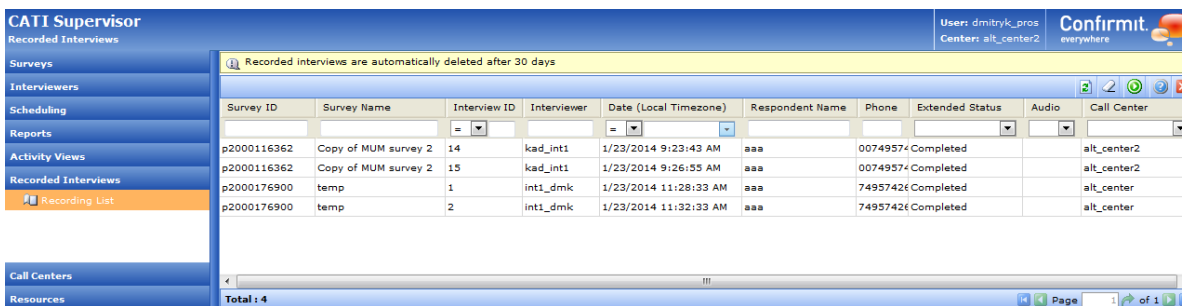 CATI Supervisor
Recorded Interviews
User: dmitryk_pros
Center: alt_center2
Confirmit.
everywhere
Surveys
Interviewers
Scheduling
Reports
Activity Views
Recorded Interviews
Recording List
Call Centers
Resources
Recorded interviews are automatically deleted after 30 days
Survey ID Survey Name Interview ID Interviewer Date (Local Timezone) Respondent Name Phone Extended Status Audio Call Center
= =
p2000116362 Copy of MUM survey 2 14 kad_int1 1/23/2014 9:23:43 AM aaa 00749574 Completed alt_center2
p2000116362 Copy of MUM survey 2 15 kad_int1 1/23/2014 9:26:55 AM aaa 00749574 Completed alt_center2
p2000176900 temp 1 int1_dmk 1/23/2014 11:28:33 AM aaa 7495742 Completed alt_center
p2000176900 temp 2 int1_dmk 1/23/2014 11:32:33 AM aaa 7495742 Completed alt_center
Total : 4 Page 1 of 1